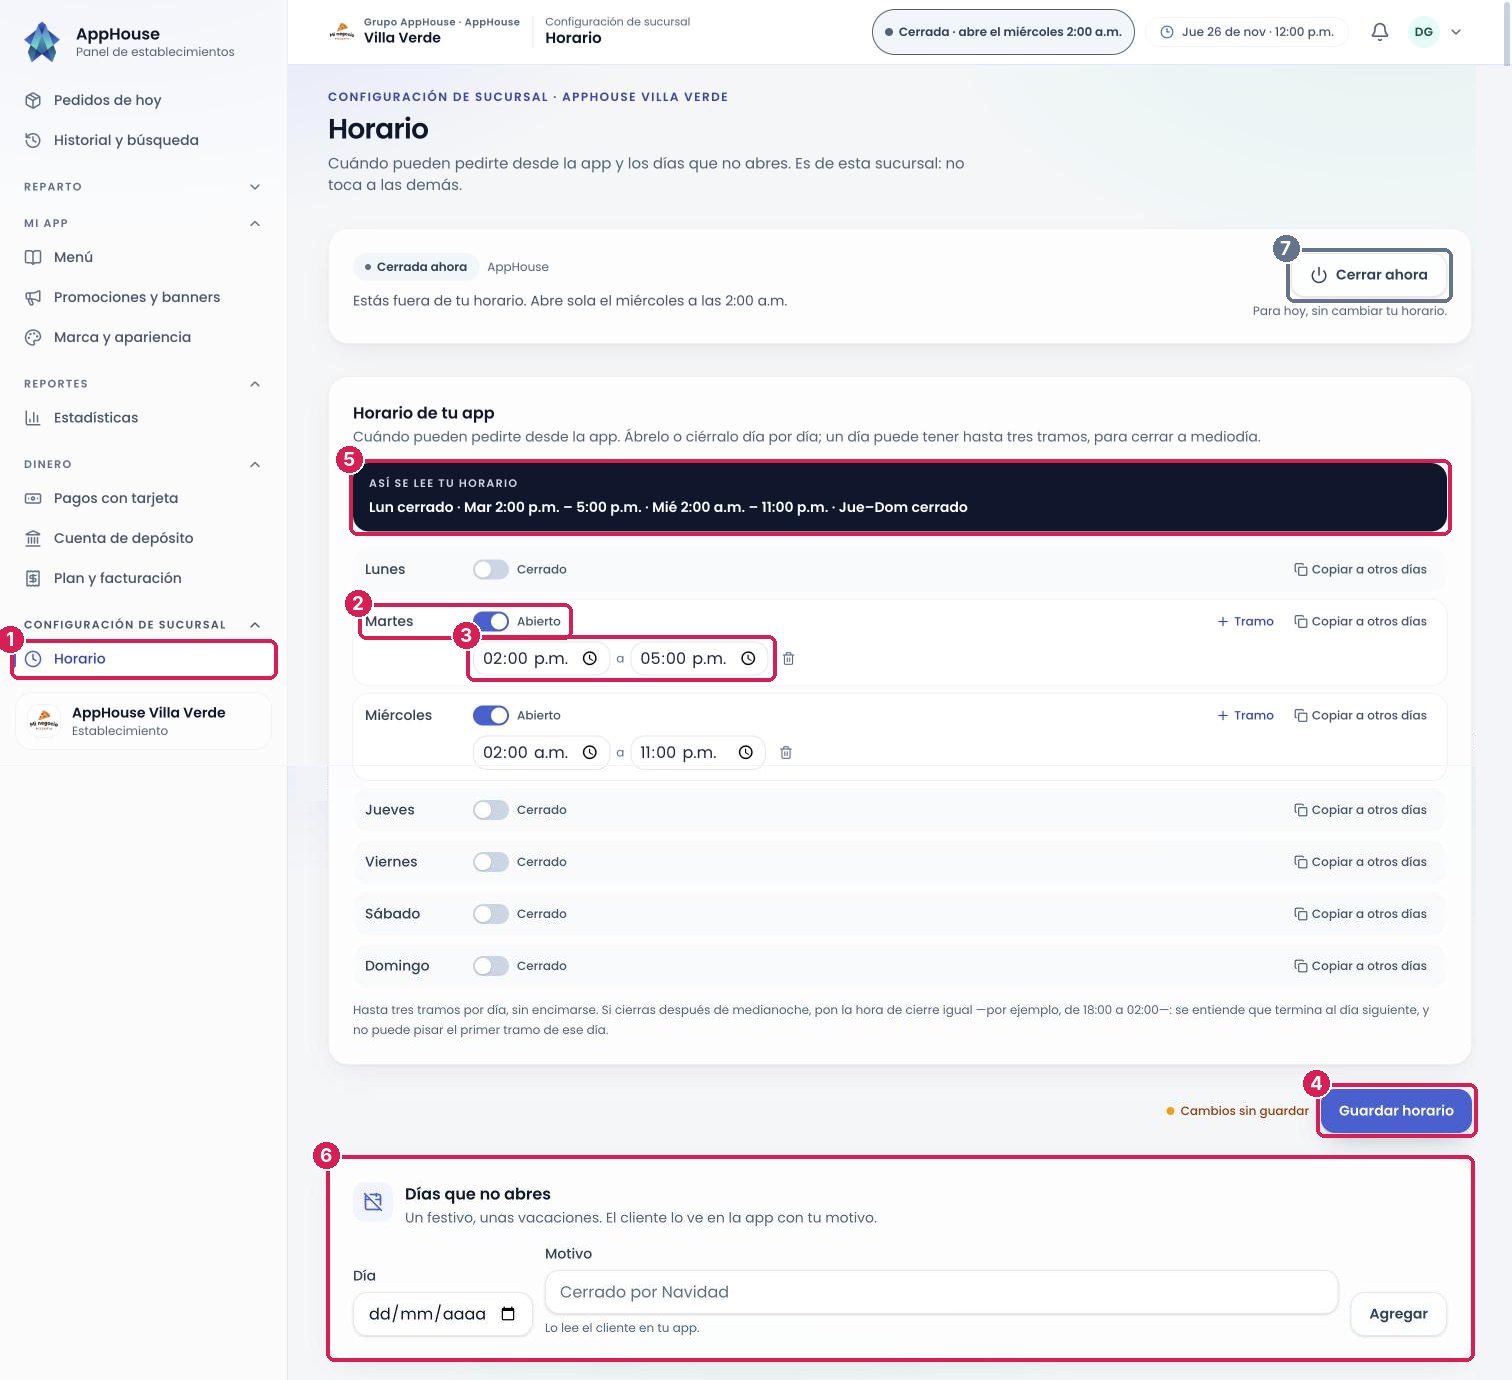 AppHouse
Panel de establecimientos
Pedidos de hoy
Historial y búsqueda
REPARTO
MI APP
Menú
Promociones y banners
Marca y apariencia
REPORTES
Estadísticas
DINERO
Pagos con tarjeta
Cuenta de depósito
Plan y facturación
CONFIGURACIÓN DE SUCURSAL
1
Horario
Mi negocio
AppHouse Villa Verde
Establecimiento
Mi negocio
Grupo AppHouse · AppHouse
Villa Verde
Configuración de sucursal
Horario
Cerrada · abre el miércoles 2:00 a.m.
Jue 26 de nov · 12:00 p.m.
DG
CONFIGURACIÓN DE SUCURSAL · APPHOUSE VILLA VERDE
Horario
Cuándo pueden pedirte desde la app y los días que no abres. Es de esta sucursal: no
toca a las demás.
Cerrada ahora AppHouse
Estás fuera de tu horario. Abre sola el miércoles a las 2:00 a.m.
7
Cerrar ahora
Para hoy, sin cambiar tu horario.
Horario de tu app
Cuándo pueden pedirte desde la app. Ábrelo o ciérralo día por día; un día puede tener hasta tres tramos, para cerrar a mediodía.
5
ASÍ SE LEE TU HORARIO
Lun cerrado · Mar 2:00 p.m. – 5:00 p.m. · Mié 2:00 a.m. – 11:00 p.m. · Jue–Dom cerrado
Lunes Cerrado Copiar a otros días
2
Martes Abierto + Tramo Copiar a otros días
3
02:00 p.m. a 05:00 p.m.
Miércoles Abierto + Tramo Copiar a otros días
02:00 a.m. a 11:00 p.m.
Jueves Cerrado Copiar a otros días
Viernes Cerrado Copiar a otros días
Sábado Cerrado Copiar a otros días
Domingo Cerrado Copiar a otros días
Hasta tres tramos por día, sin encimarse. Si cierras después de medianoche, pon la hora de cierre igual —por ejemplo, de 18:00 a 02:00—: se entiende que termina al día siguiente, y
no puede pisar el primer tramo de ese día.
4
Cambios sin guardar Guardar horario
6
Días que no abres
Un festivo, unas vacaciones. El cliente lo ve en la app con tu motivo.
Día
dd/mm/aaaa
Motivo
Cerrado por Navidad
Lo lee el cliente en tu app.
Agregar